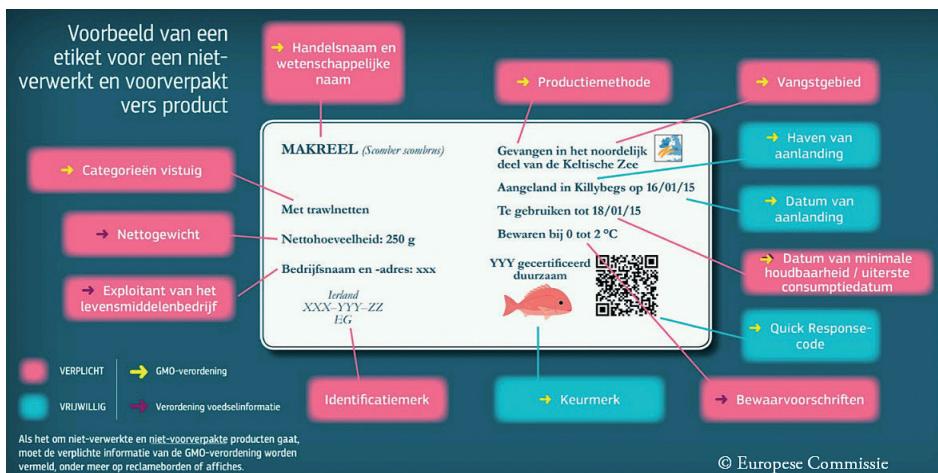 Voorbeeld van een
etiket voor een niet-
verwerkt en voorverpakt
vers product
→ Handelsnaam en
wetenschappelijke
naam
→ Productiemethode
→ Vangstgebied
→ Categorieën vistuig
→ Nettogewicht
→ Exploitant van het
levensmiddelenbedrijf
MAKREEL (Scomber scombrus)
Met trawlnetten
Nettohoeveelheid: 250 g
Bedrijfsnaam en -adres: xxx
Ierland
XXX–YYY–ZZ
EG
Gevangen in het noordelijk
deel van de Keltische Zee
Aangeland in Killybegs op 16/01/15
Te gebruiken tot 18/01/15
Bewaren bij 0 tot 2 °C
YYY gecertificeerd
duurzaam
→ Haven van
aanlanding
→ Datum van
aanlanding
→ Datum van minimale
houdbaarheid / uiterste
consumptiedatum
→ Quick Response-
code
Identificatiemerk
→ Keurmerk
→ Bewaarvoorschriften
VERPLICHT
→ GMO-verordening
VRIJWILLIG
→ Verordening voedselinformatie
Als het om niet-verwerkte en niet-voorverpakte producten gaat,
moet de verplichte informatie van de GMO-verordening worden
vermeld, onder meer op reclameborden of affiches.
© Europese Commissie